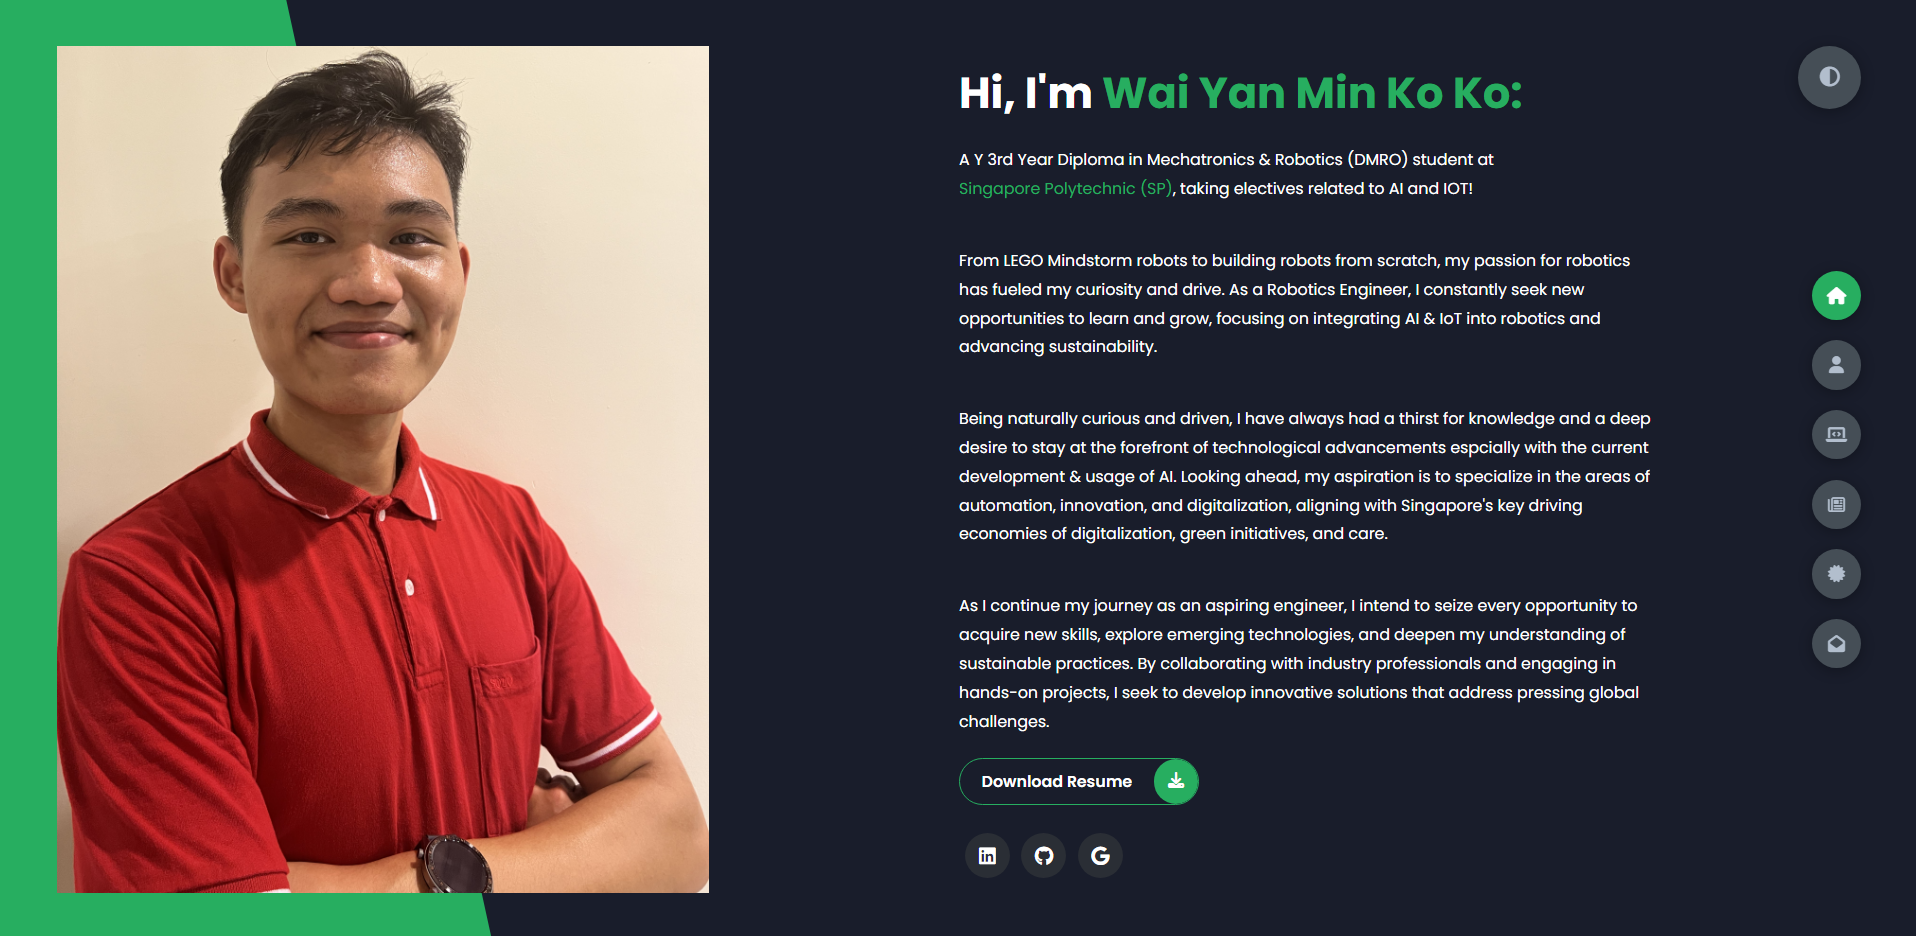 Hi, I'm Wai Yan Min Ko Ko:
A Y 3rd Year Diploma in Mechatronics & Robotics (DMRO) student at
Singapore Polytechnic (SP), taking electives related to AI and IOT!
From LEGO Mindstorm robots to building robots from scratch, my passion for robotics
has fueled my curiosity and drive. As a Robotics Engineer, I constantly seek new
opportunities to learn and grow, focusing on integrating AI & IoT into robotics and
advancing sustainability.
Being naturally curious and driven, I have always had a thirst for knowledge and a deep
desire to stay at the forefront of technological advancements espcially with the current
development & usage of AI. Looking ahead, my aspiration is to specialize in the areas of
automation, innovation, and digitalization, aligning with Singapore's key driving
economies of digitalization, green initiatives, and care.
As I continue my journey as an aspiring engineer, I intend to seize every opportunity to
acquire new skills, explore emerging technologies, and deepen my understanding of
sustainable practices. By collaborating with industry professionals and engaging in
hands-on projects, I seek to develop innovative solutions that address pressing global
challenges.
Download Resume